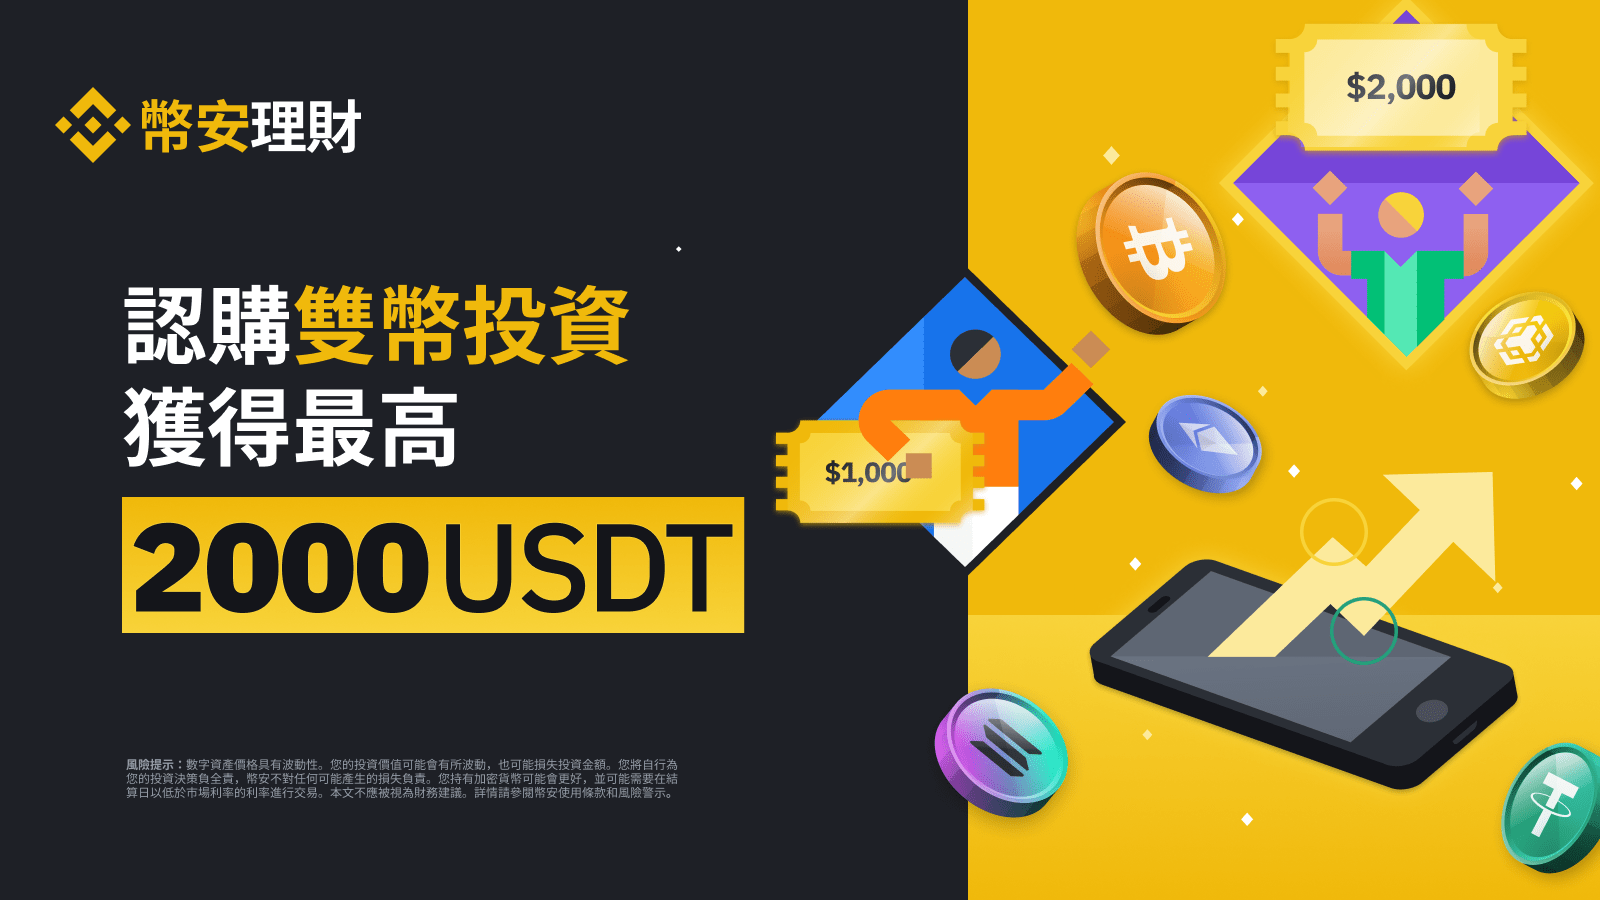 幣安理財
$2,000
認購雙幣投資
獲得最高
$1,000
2000 USDT
風險提示：數字資產價格具有波動性。您的投資價值可能會有所波動，也可能損失投資金額。您將自行為
您的投資決策負全責，幣安不對任何可能產生的損失負責。您持有加密貨幣可能會更好，並可能需要在結
算日以低於市場利率的利率進行交易。本文不應被視為財務建議。詳情請參閱幣安使用條款和風險警示。